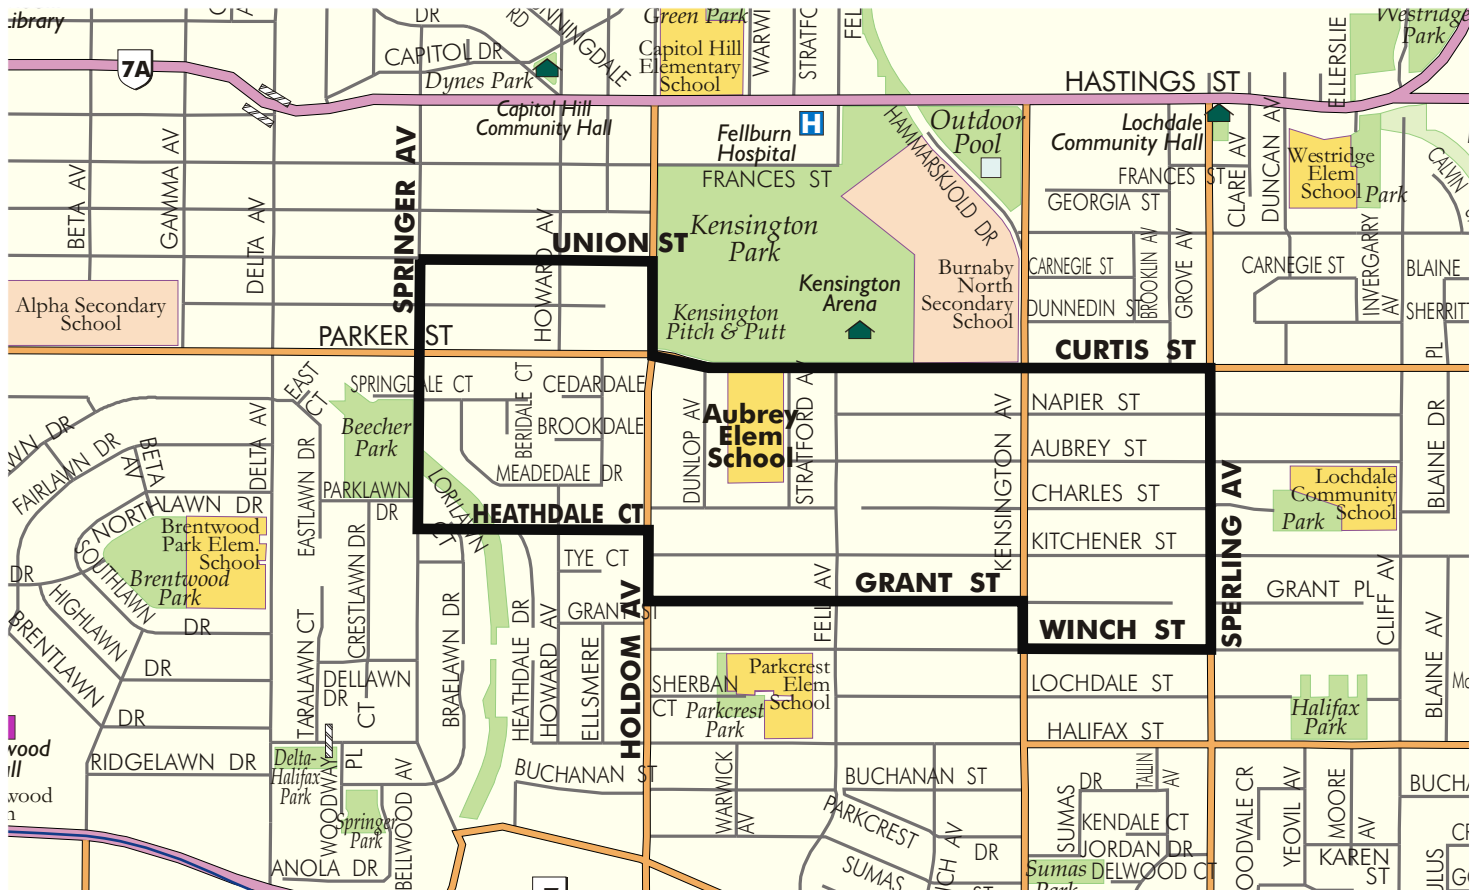 Library
DR
RD
Green Park
WARWI
STRATFO
FELL
Westridge
Park
ELLERSLIE
CAPITOL DR
Dynes Park
Capitol Hill
Elementary
School
7A
HASTINGS ST
Capitol Hill
Community Hall
Fellburn
Hospital
H
HAMMARSKJOLD DR
Outdoor
Pool
Lochdale
Community Hall
CLARE AV
DUNCAN AV
Westridge
Elem
School
Park
CALVIN
BETA AV
GAMMA AV
DELTA AV
SPRINGER AV
HOWARD AV
FRANCES ST
FRANCES ST
GEORGIA ST
UNION ST
Kensington
Park
Kensington
Arena
Kensington
Pitch & Putt
Burnaby
North
Secondary
School
CARNEGIE ST
BROOKLIN AV
GROVE AV
DUNNEDIN ST
CARNEGIE ST
INVERGARRY
AV
BLAINE
SHERRITT
PL
Alpha Secondary
School
PARKER ST
CURTIS ST
EAST
CT
SPRINGDALE CT
BERIDALE CT
CEDARDALE
BROOKDALE
MEADEDALE DR
Beecher
Park
DUNLOP AV
Aubrey
Elem
School
STRATFORD AV
KENSINGTON AV
NAPIER ST
AUBREY ST
CHARLES ST
KITCHENER ST
SPERLING AV
Lochdale
Community
School
Park
BLAINE DR
FAIRLAWN DR
BETA
AV
DELTA AV
EASTLAWN DR
PARKLAWN
DR
LORILAWN
CT
HEATHDALE CT
NORTHLAWN DR
Brentwood
Park Elem.
School
Brentwood
Park
SOUTHLAWN
DR
DR
HIGHLAWN
DR
BRENTLAWN
DR
CRESTLAWN DR
TYE CT
GRANT ST
GRANT ST
FELL AV
WINCH ST
GRANT PL
CLIFF AV
BLAINE AV
TARALAWN CT
DELLAWN
DR
CT
BRAELAWN DR
HEATHDALE DR
HOWARD AV
ELLSMERE
HOLDOM AV
SHERBAN
CT
Parkcrest
Elem
School
Parkcrest
Park
LOCHDALE ST
HALIFAX ST
Halifax
Park
RIDGELAWN DR
Delta-
Halifax
Park
WOODWAY
PL
Springer
Park
BELLWOOD AV
ANOLA DR
BUCHANAN ST
WARWICK
AV
BUCHANAN ST
PARKCREST
DR
SUMAS
SUMAS
DR
TALLIN
AV
KENDALE CT
JORDAN DR
DELWOOD CT
Sumas
YEOVIL AV
MOORE
AV
KAREN
ST